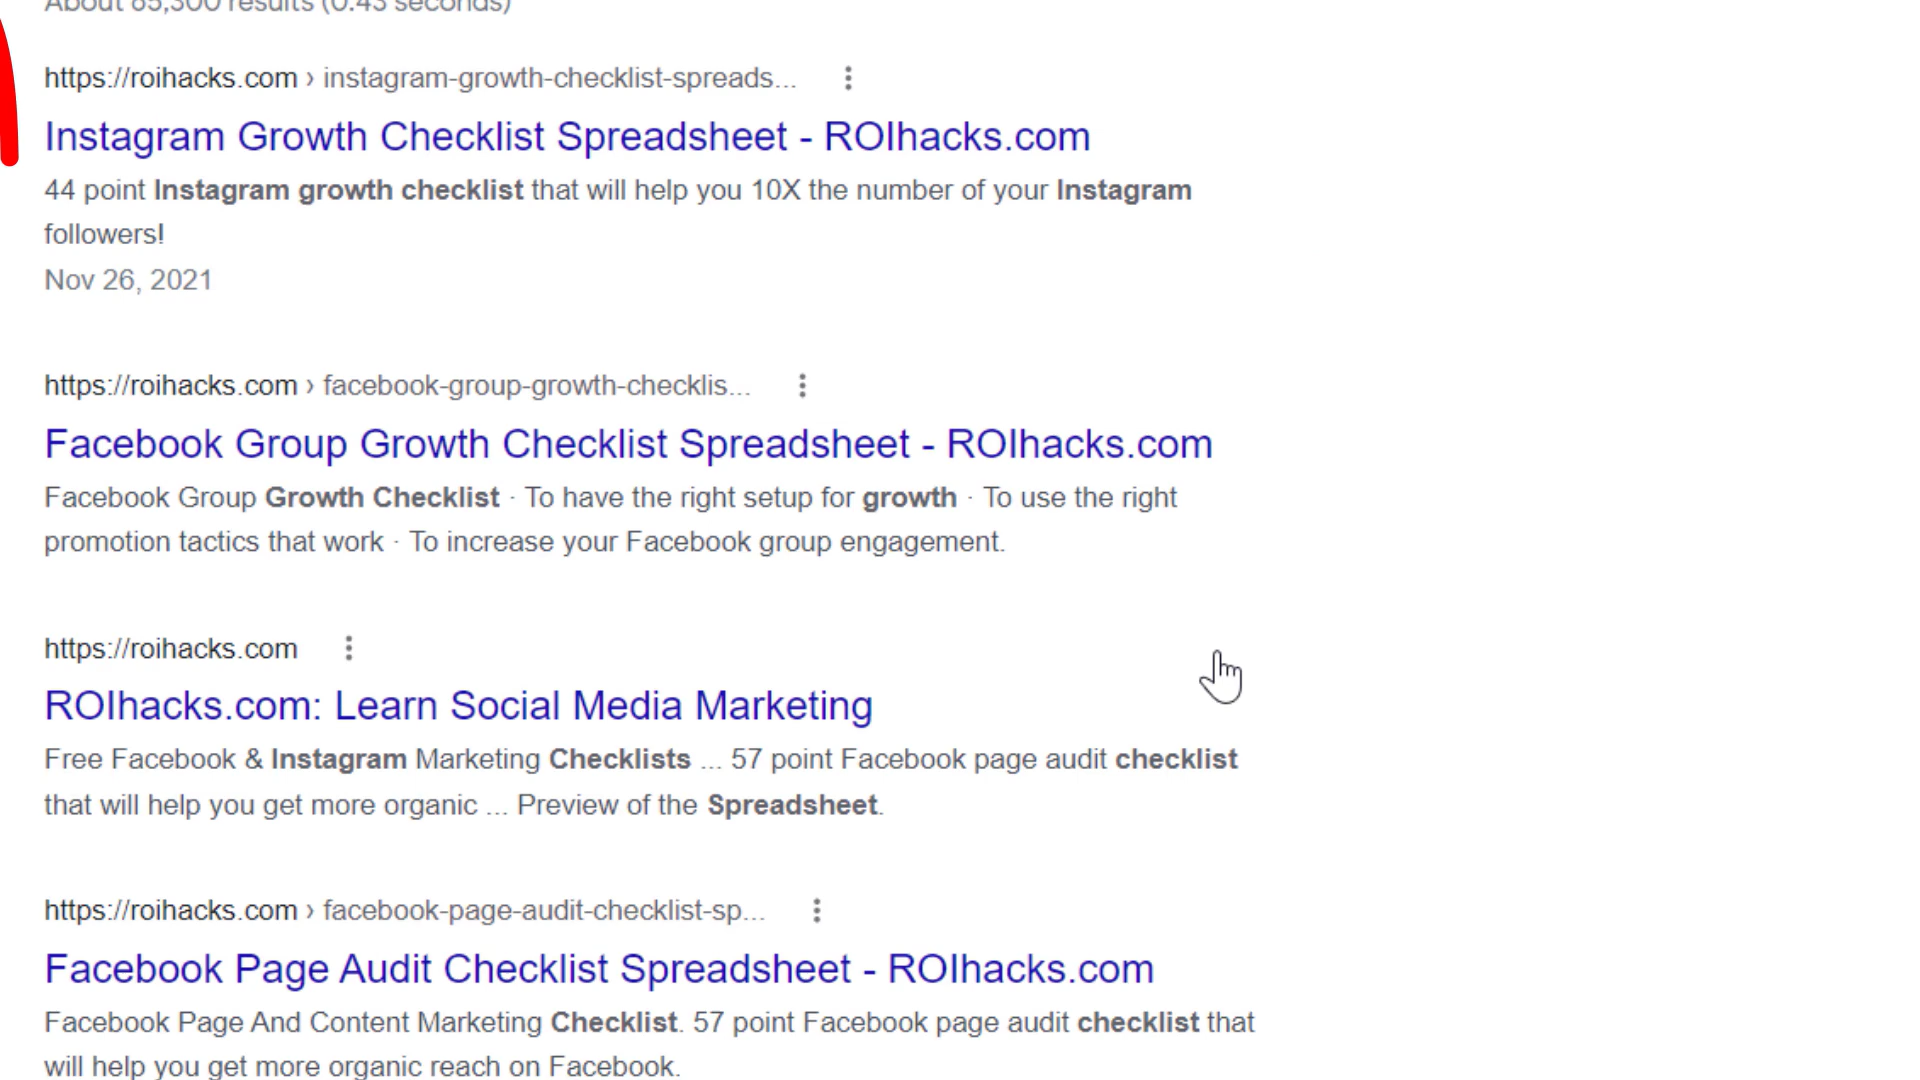 About 65,300 results (0.43 seconds)
https://roihacks.com › instagram-growth-checklist-spreads...
Instagram Growth Checklist Spreadsheet - ROIhacks.com
44 point Instagram growth checklist that will help you 10X the number of your Instagram
followers!
Nov 26, 2021
https://roihacks.com › facebook-group-growth-checklis...
Facebook Group Growth Checklist Spreadsheet - ROIhacks.com
Facebook Group Growth Checklist · To have the right setup for growth · To use the right
promotion tactics that work · To increase your Facebook group engagement.
https://roihacks.com
ROIhacks.com: Learn Social Media Marketing
Free Facebook & Instagram Marketing Checklists ... 57 point Facebook page audit checklist
that will help you get more organic ... Preview of the Spreadsheet.
https://roihacks.com › facebook-page-audit-checklist-sp...
Facebook Page Audit Checklist Spreadsheet - ROIhacks.com
Facebook Page And Content Marketing Checklist. 57 point Facebook page audit checklist that
will help you get more organic reach on Facebook.